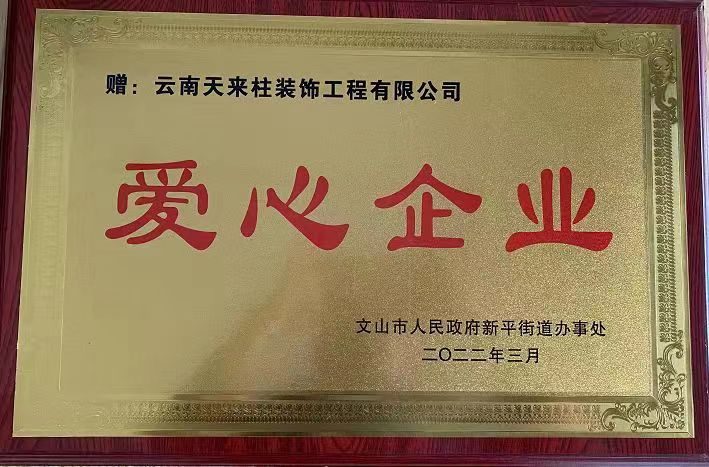 赠：云南天来柱装饰工程有限公司
爱心企业
文山市人民政府新平街道办事处
二〇二二年三月